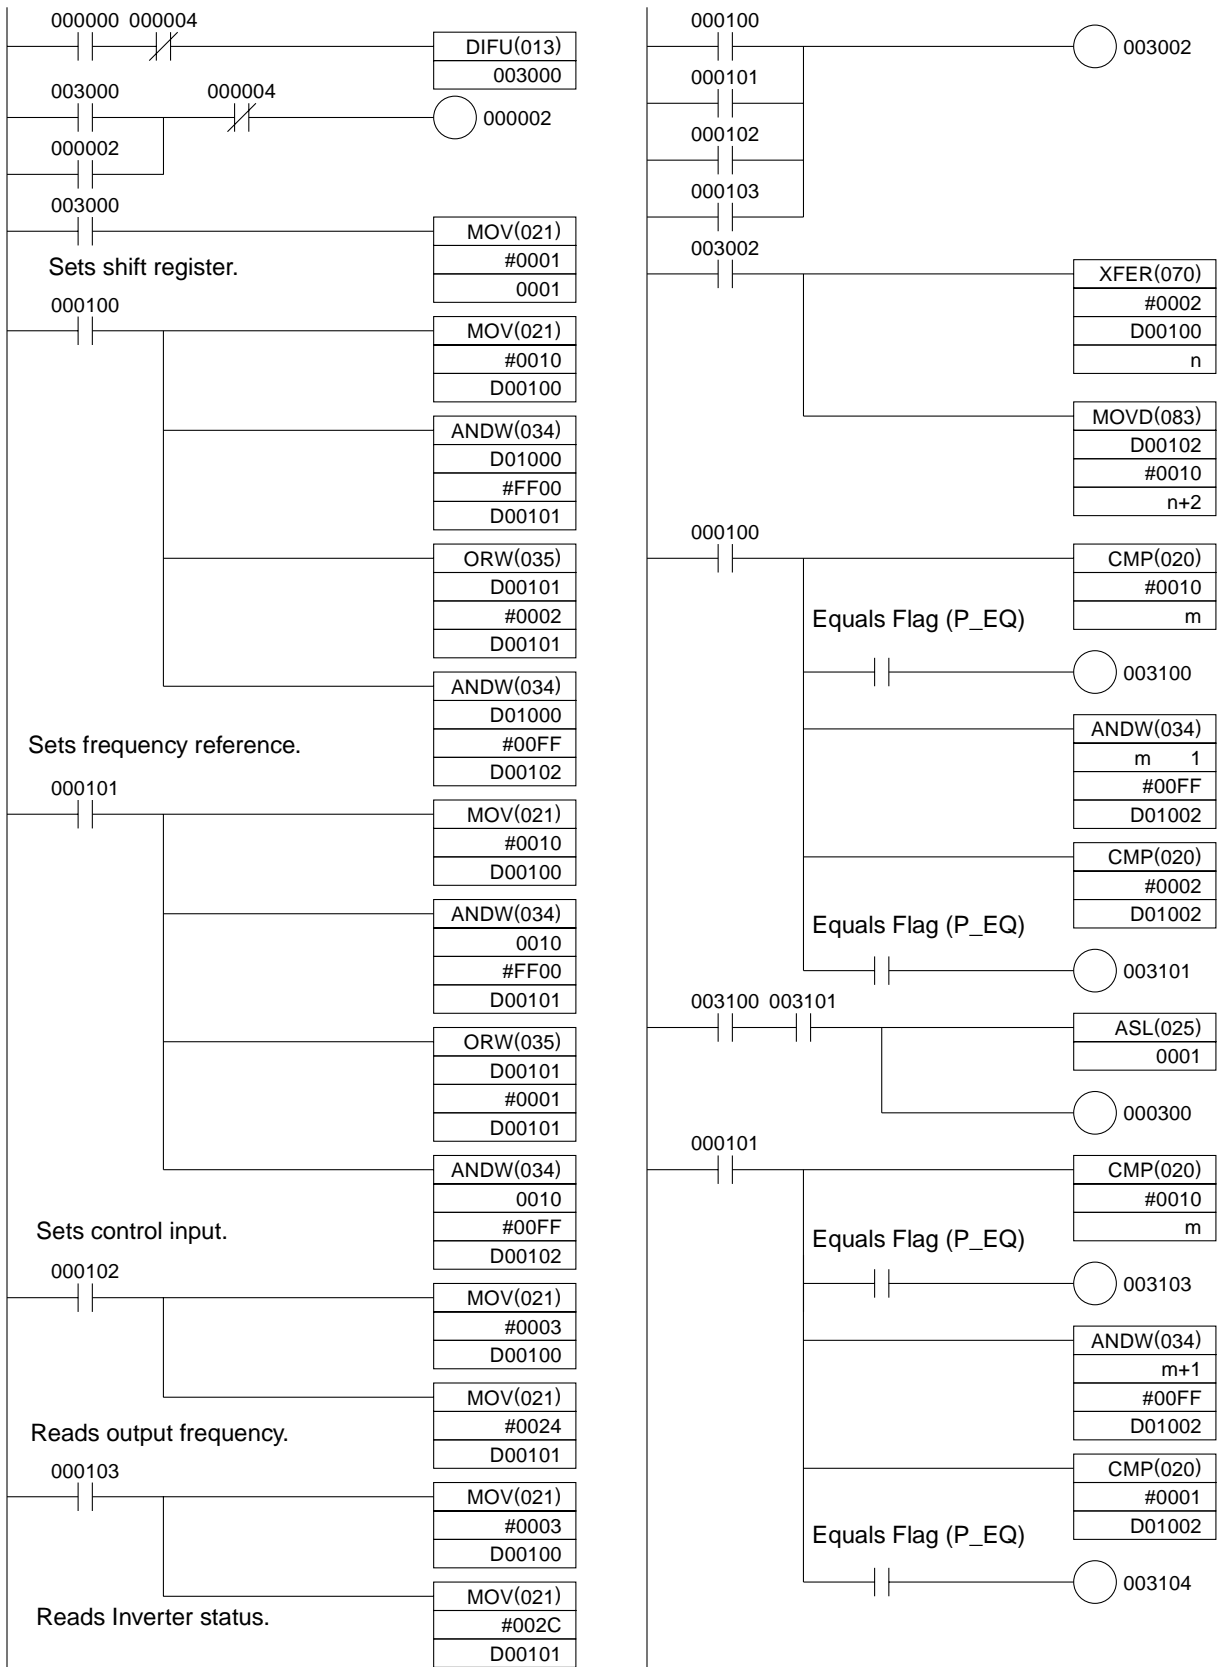 000000 000004
DIFU(013)
003000
003000 000004
000002
000002
003000
MOV(021)
#0001
0001
Sets shift register.
000100
MOV(021)
#0010
D00100
ANDW(034)
D01000
#FF00
D00101
ORW(035)
D00101
#0002
D00101
ANDW(034)
D01000
#00FF
D00102
Sets frequency reference.
000101
MOV(021)
#0010
D00100
ANDW(034)
0010
#FF00
D00101
ORW(035)
D00101
#0001
D00101
ANDW(034)
0010
#00FF
D00102
Sets control input.
000102
MOV(021)
#0003
D00100
MOV(021)
#0024
D00101
Reads output frequency.
000103
MOV(021)
#0003
D00100
MOV(021)
#002C
D00101
Reads Inverter status.
000100
003002
000101
000102
000103
003002
XFER(070)
#0002
D00100
n
MOVD(083)
D00102
#0010
n+2
000100
CMP(020)
#0010
m
Equals Flag (P_EQ)
003100
ANDW(034)
m 1
#00FF
D01002
CMP(020)
#0002
D01002
Equals Flag (P_EQ)
003101
003100 003101
ASL(025)
0001
000300
000101
CMP(020)
#0010
m
Equals Flag (P_EQ)
003103
ANDW(034)
m+1
#00FF
D01002
CMP(020)
#0001
D01002
Equals Flag (P_EQ)
003104